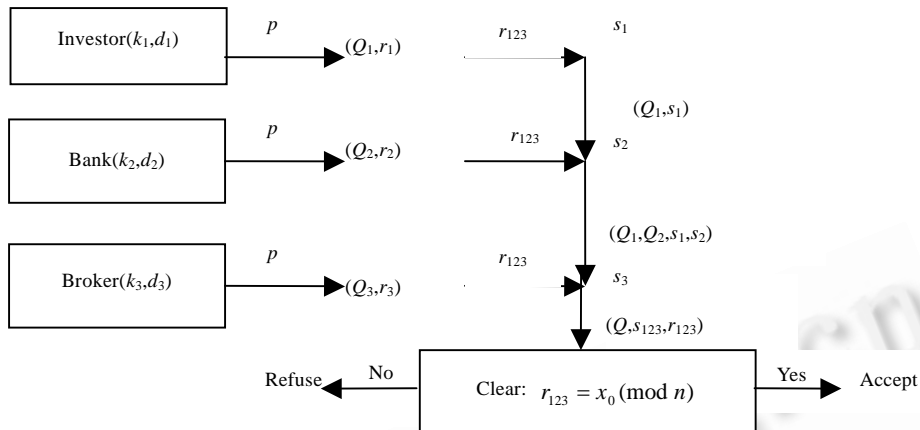 Investor(k₁,d₁) p (Q₁,r₁) r₁₂₃ s₁
(Q₁,s₁)
Bank(k₂,d₂) p (Q₂,r₂) r₁₂₃ s₂
(Q₁,Q₂,s₁,s₂)
Broker(k₃,d₃) p (Q₃,r₃) r₁₂₃ s₃
(Q,s₁₂₃,r₁₂₃)
Refuse No Clear: r₁₂₃ = x₀ (mod n) Yes Accept